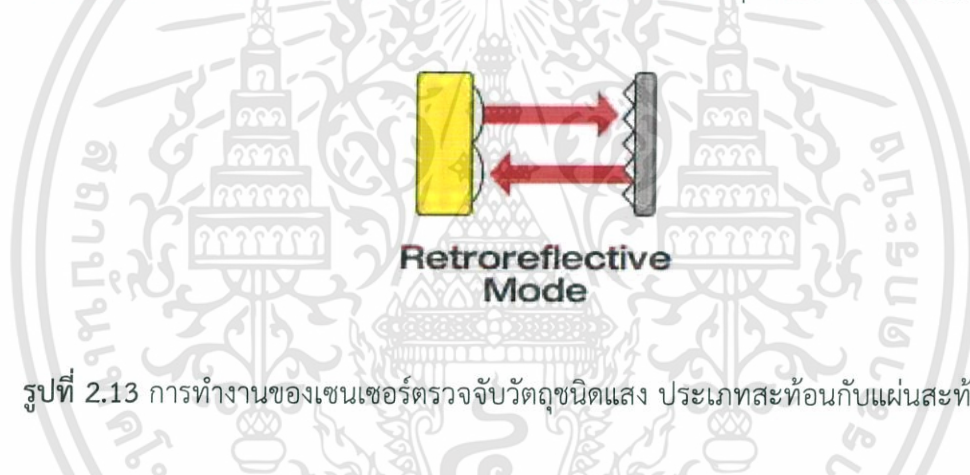 Retroreflective
Mode
รูปที่ 2.13 การทำงานของเซนเซอร์ตรวจจับวัตถุชนิดแสง ประเภทสะท้อนกับแผ่นสะท้